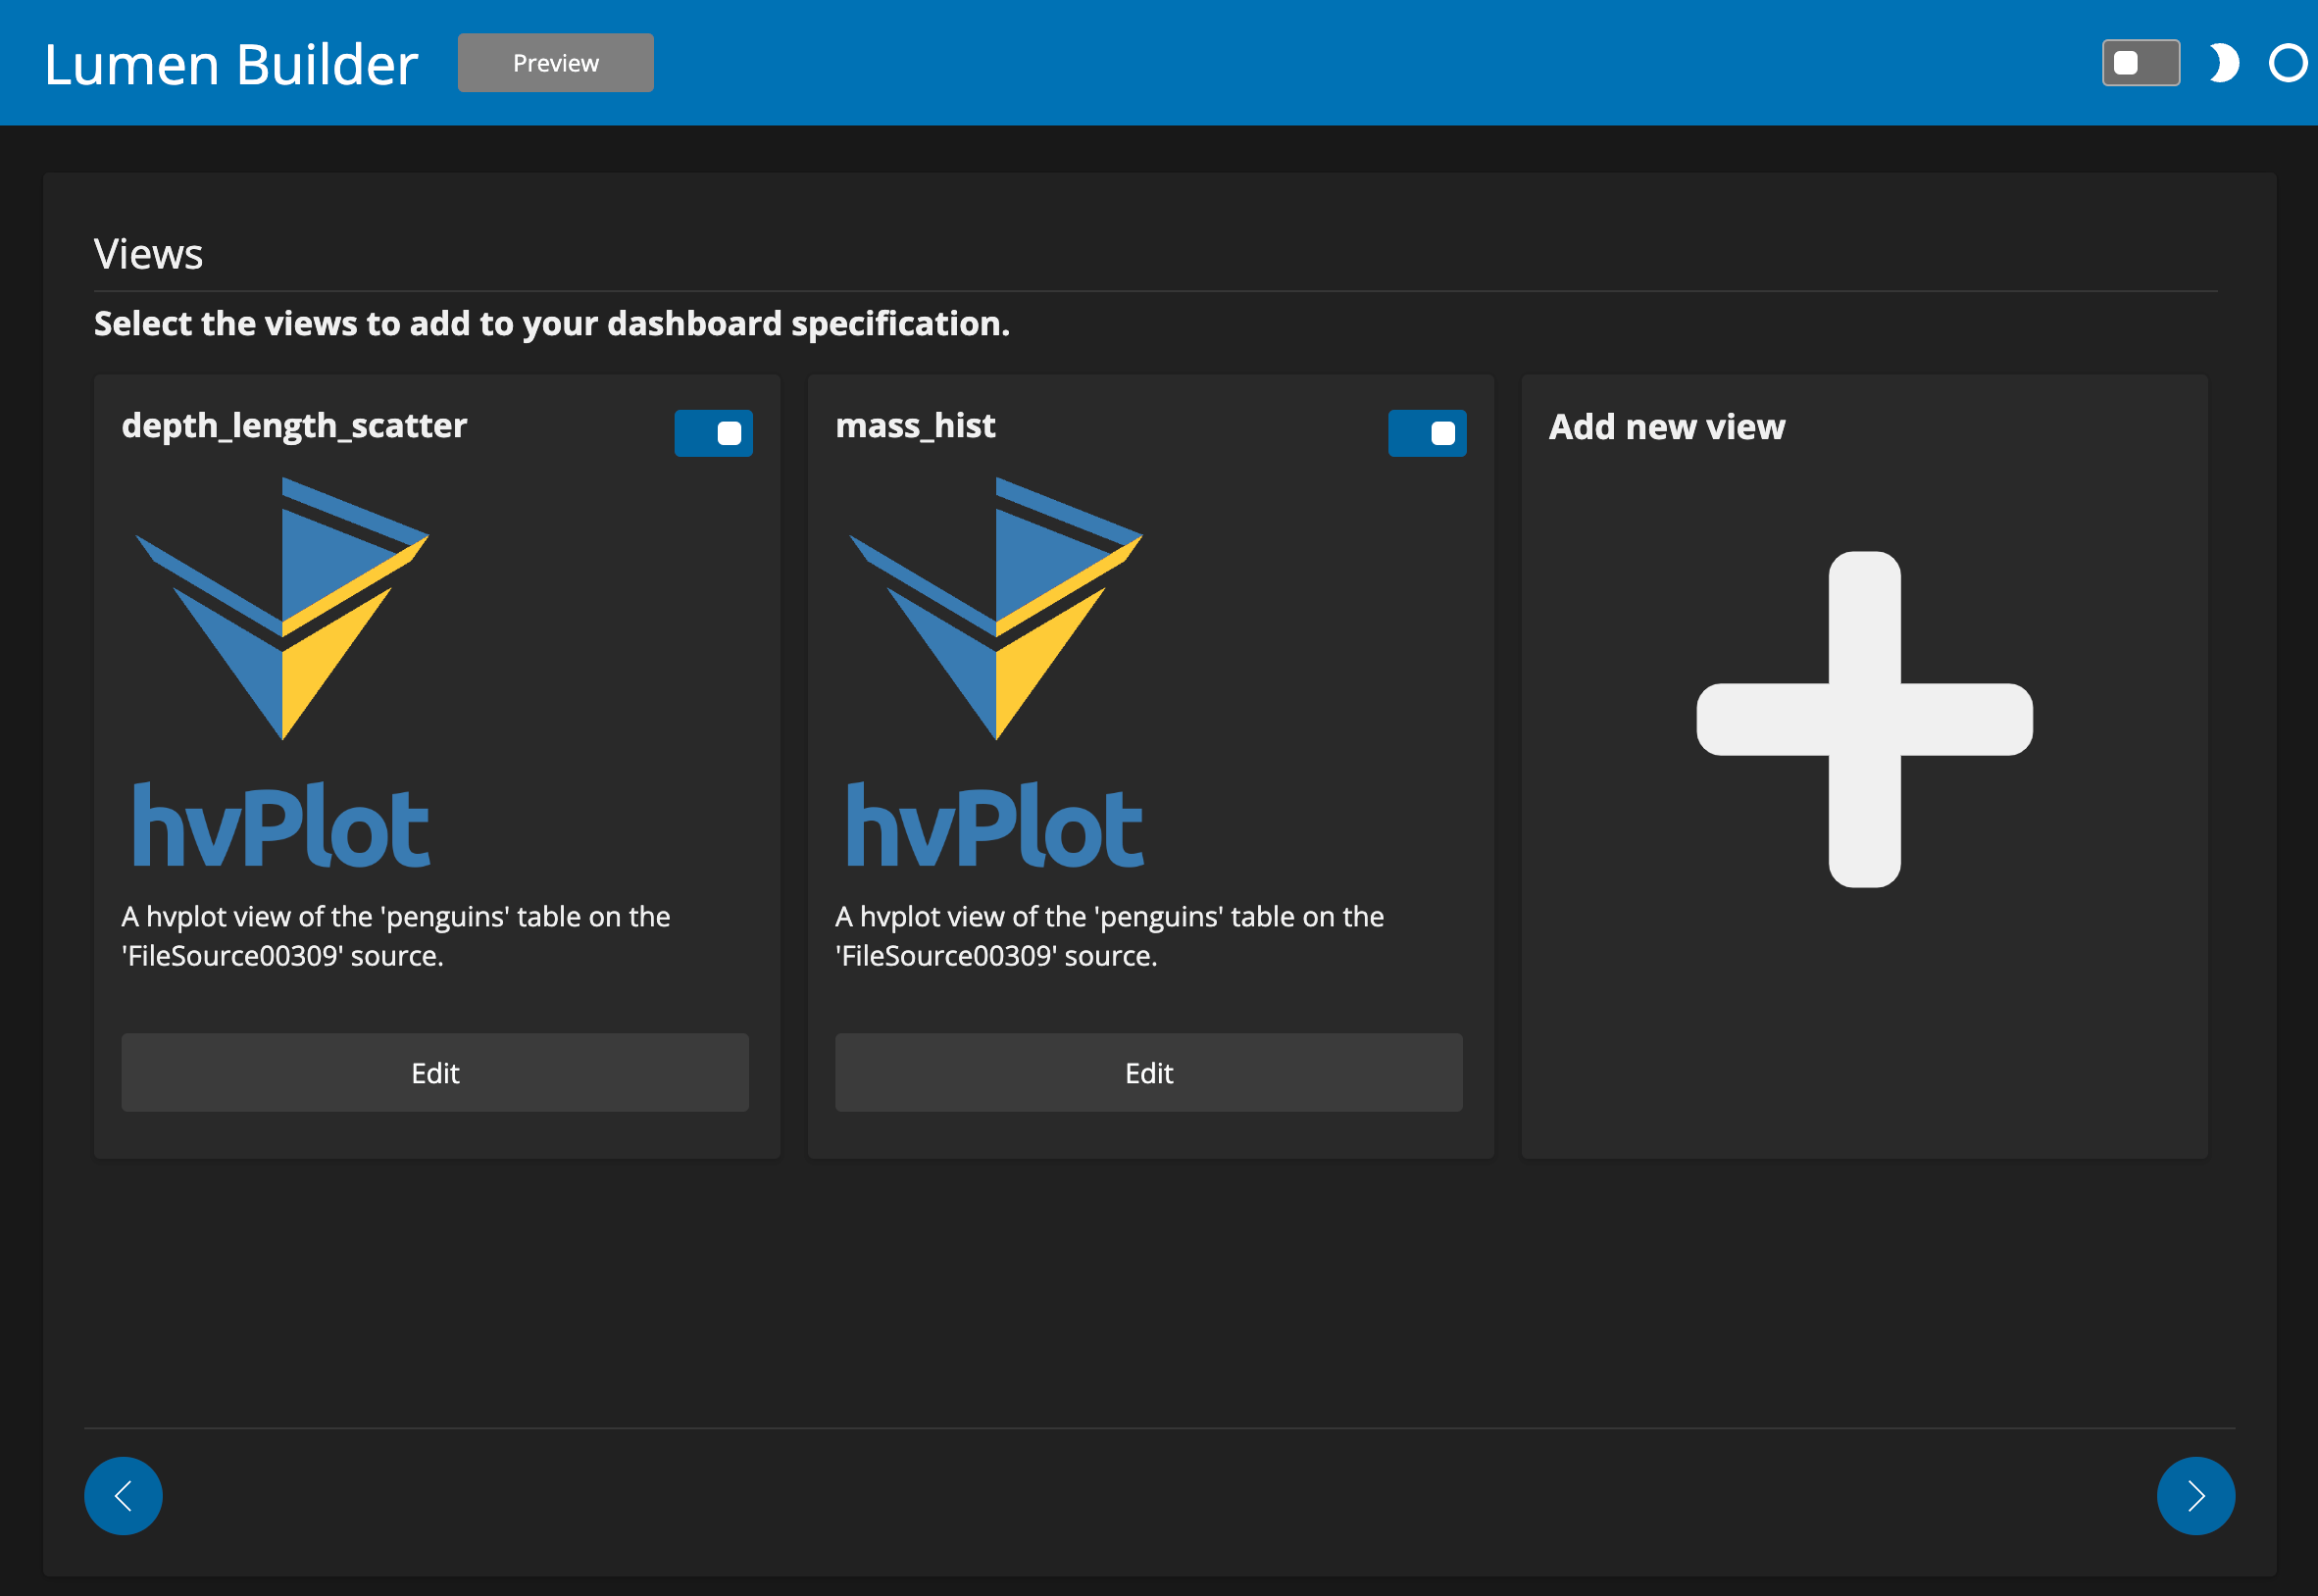 Lumen Builder
Preview
Views
Select the views to add to your dashboard specification.
depth_length_scatter
hvPlot
A hvplot view of the 'penguins' table on the
'FileSource00309' source.
Edit
mass_hist
hvPlot
A hvplot view of the 'penguins' table on the
'FileSource00309' source.
Edit
Add new view